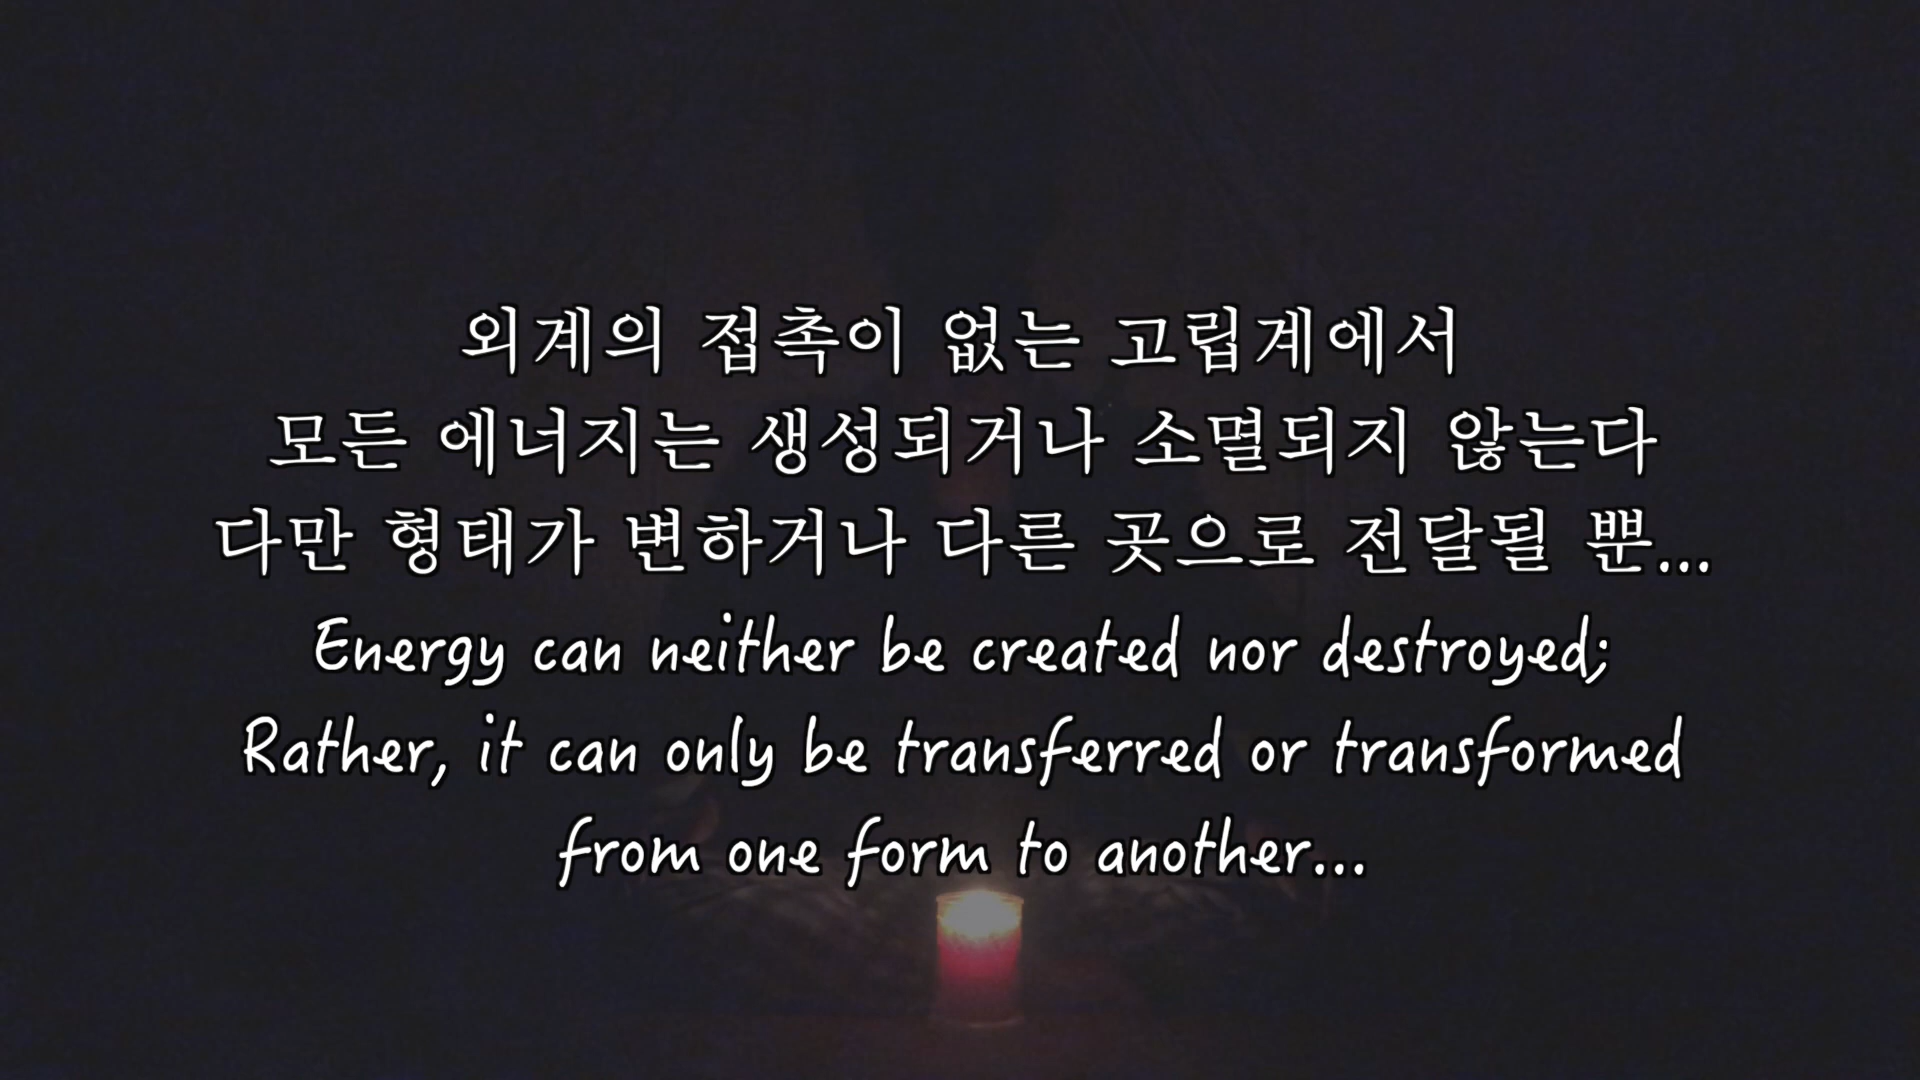 외계의 접촉이 없는 고립계에서
모든 에너지는 생성되거나 소멸되지 않는다
다만 형태가 변하거나 다른 곳으로 전달될 뿐...
Energy can neither be created nor destroyed;
Rather, it can only be transferred or transformed
from one form to another...